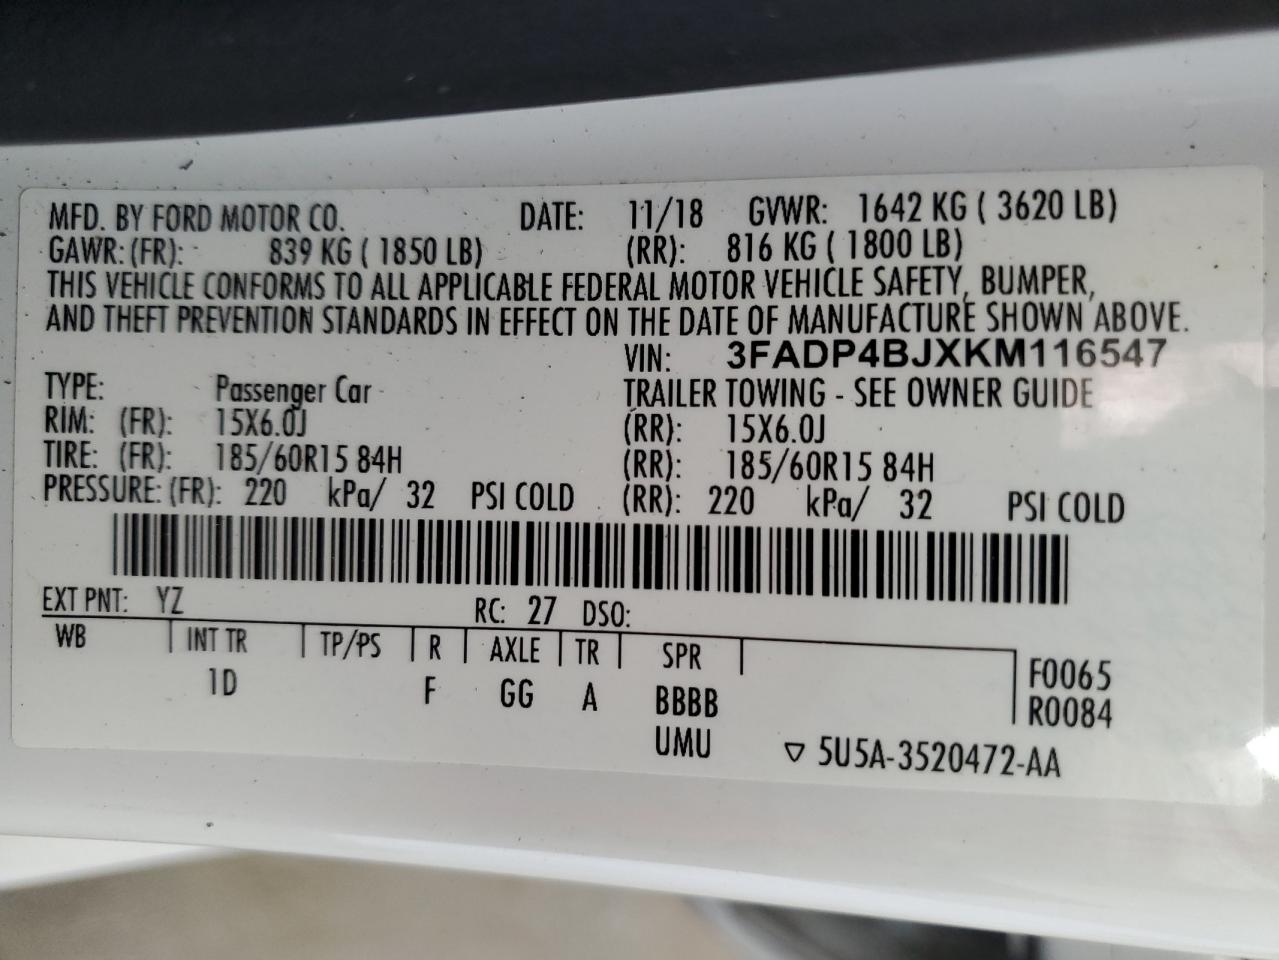 MFD. BY FORD MOTOR CO. DATE: 11/18 GVWR: 1642 KG ( 3620 LB)
GAWR: (FR): 839 KG ( 1850 LB) (RR): 816 KG ( 1800 LB)
THIS VEHICLE CONFORMS TO ALL APPLICABLE FEDERAL MOTOR VEHICLE SAFETY, BUMPER,
AND THEFT PREVENTION STANDARDS IN EFFECT ON THE DATE OF MANUFACTURE SHOWN ABOVE.
VIN: 3FADP4BJXKM116547
TYPE: Passenger Car TRAILER TOWING - SEE OWNER GUIDE
RIM: (FR): 15X6.0J (RR): 15X6.0J
TIRE: (FR): 185/60R15 84H (RR): 185/60R15 84H
PRESSURE: (FR): 220 kPa/ 32 PSI COLD (RR): 220 kPa/ 32 PSI COLD
EXT PNT: YZ RC: 27 DSO:
WB INT TR TP/PS R AXLE TR SPR F0065
1D F GG A BBBB R0084
UMU ▽ 5U5A-3520472-AA